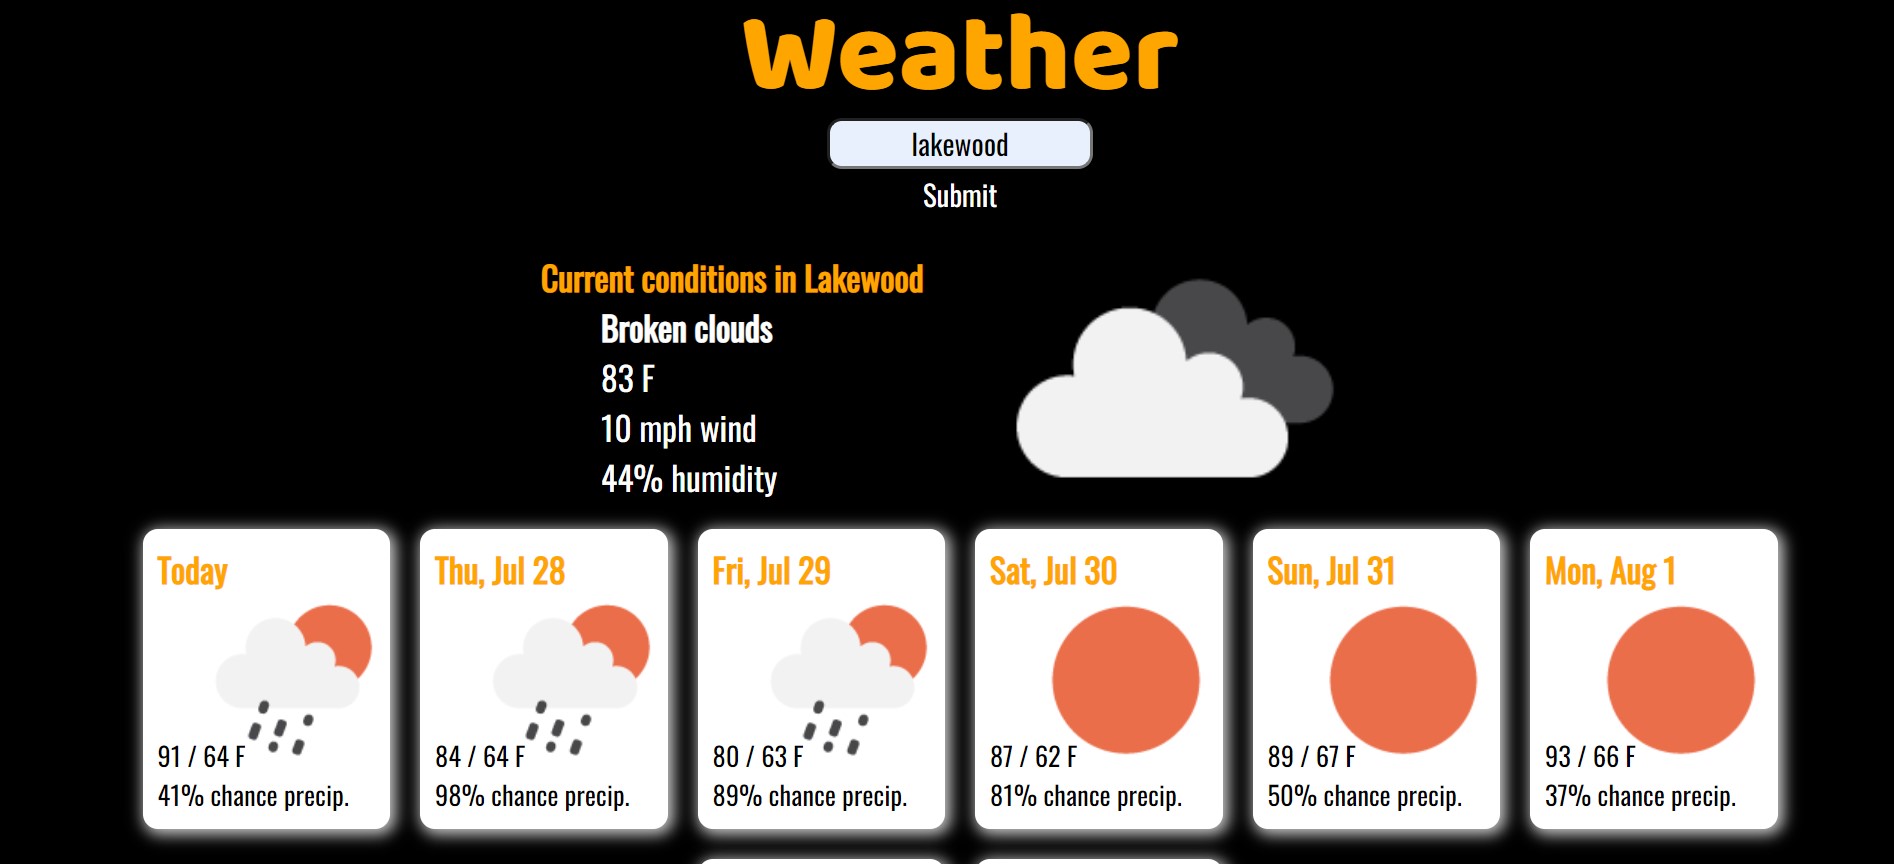 Weather
lakewood
Submit
Current conditions in Lakewood
Broken clouds
83 F
10 mph wind
44% humidity
Today
91 / 64 F
41% chance precip.
Thu, Jul 28
84 / 64 F
98% chance precip.
Fri, Jul 29
80 / 63 F
89% chance precip.
Sat, Jul 30
87 / 62 F
81% chance precip.
Sun, Jul 31
89 / 67 F
50% chance precip.
Mon, Aug 1
93 / 66 F
37% chance precip.